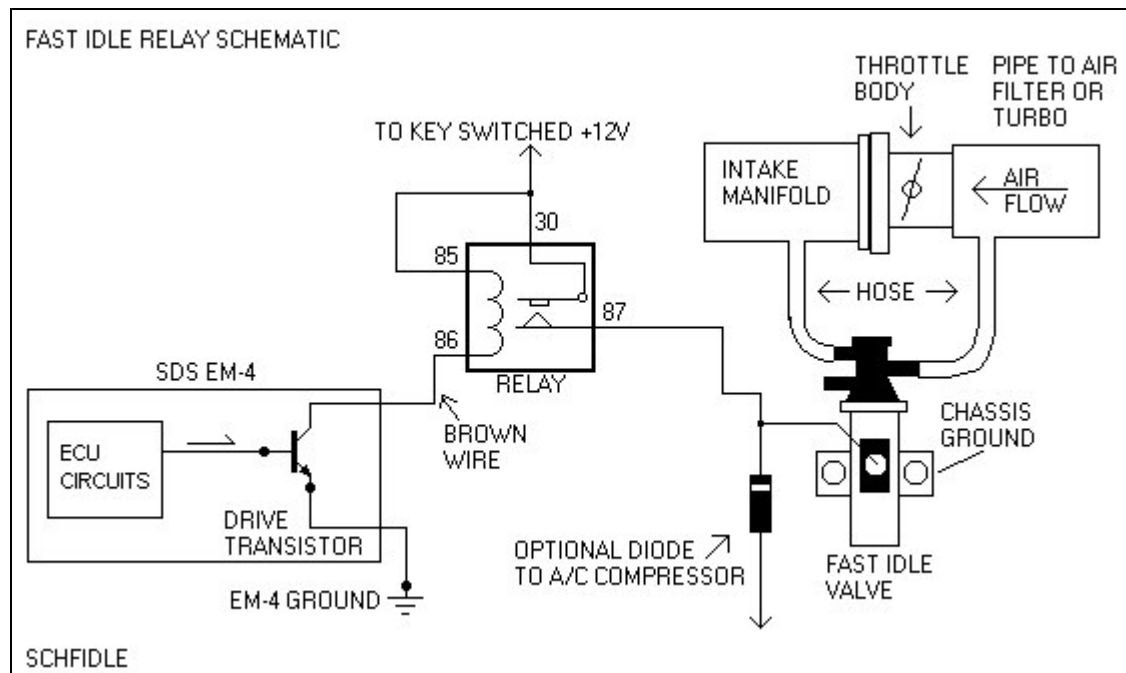 FAST IDLE RELAY SCHEMATIC
THROTTLE
BODY
PIPE TO AIR
FILTER OR
TURBO
TO KEY SWITCHED +12V
INTAKE
MANIFOLD
AIR
FLOW
30
85
87
HOSE
86
SDS EM-4
RELAY
BROWN
WIRE
CHASSIS
GROUND
ECU
CIRCUITS
DRIVE
TRANSISTOR
OPTIONAL DIODE
TO A/C COMPRESSOR
FAST IDLE
VALVE
EM-4 GROUND
SCHFIDLE